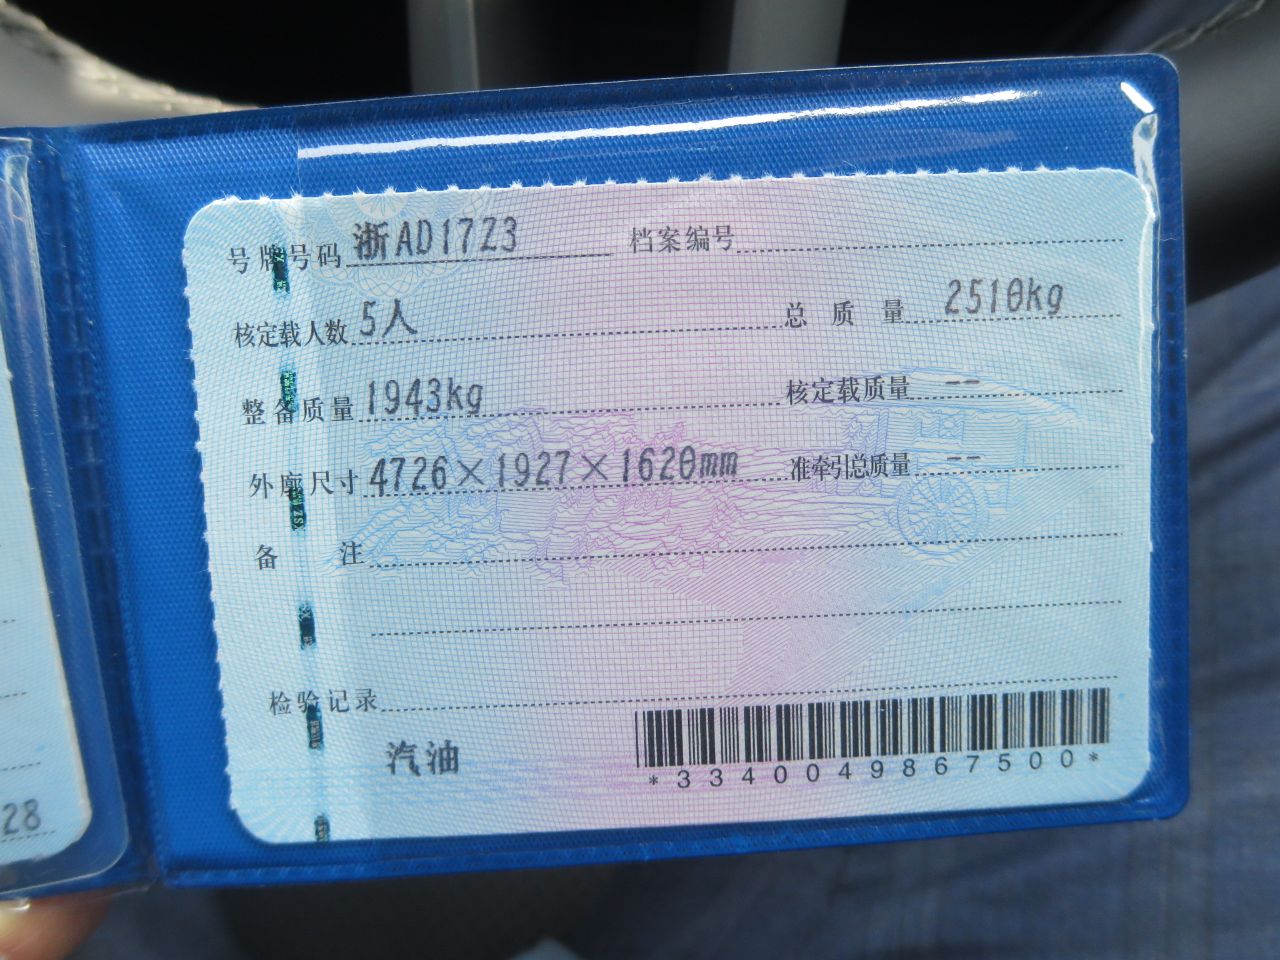 号牌号码 浙AD17Z3 档案编号
核定载人数 5人 总质量 2510kg
整备质量 1943kg 核定载质量 --
外廓尺寸 4726×1927×1620mm 准牵引总质量 --
备注
检验记录
汽油
*3340049867500*
28